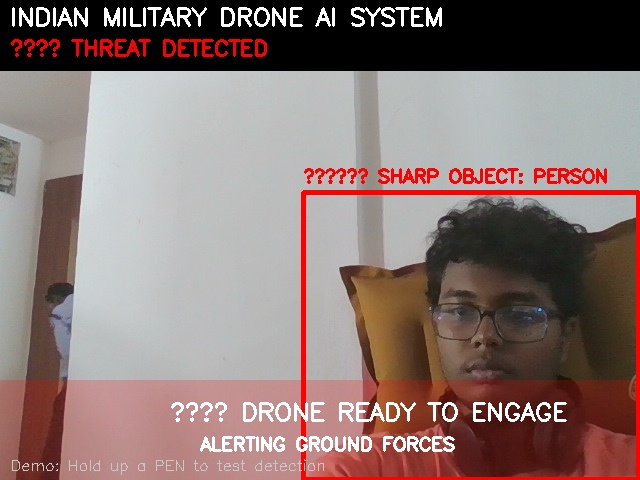 INDIAN MILITARY DRONE AI SYSTEM
???? THREAT DETECTED
?????? SHARP OBJECT: PERSON
???? DRONE READY TO ENGAGE
ALERTING GROUND FORCES
Demo: Hold up a PEN to test detection